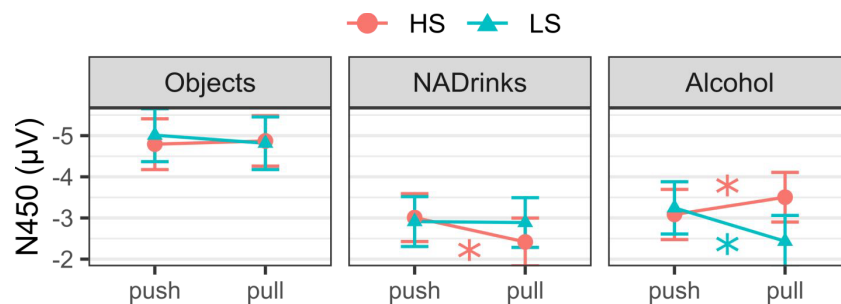 HS LS
Objects NADrinks Alcohol
N450 (μV)
-5
-4
-3
-2
* * *
push pull push pull push pull